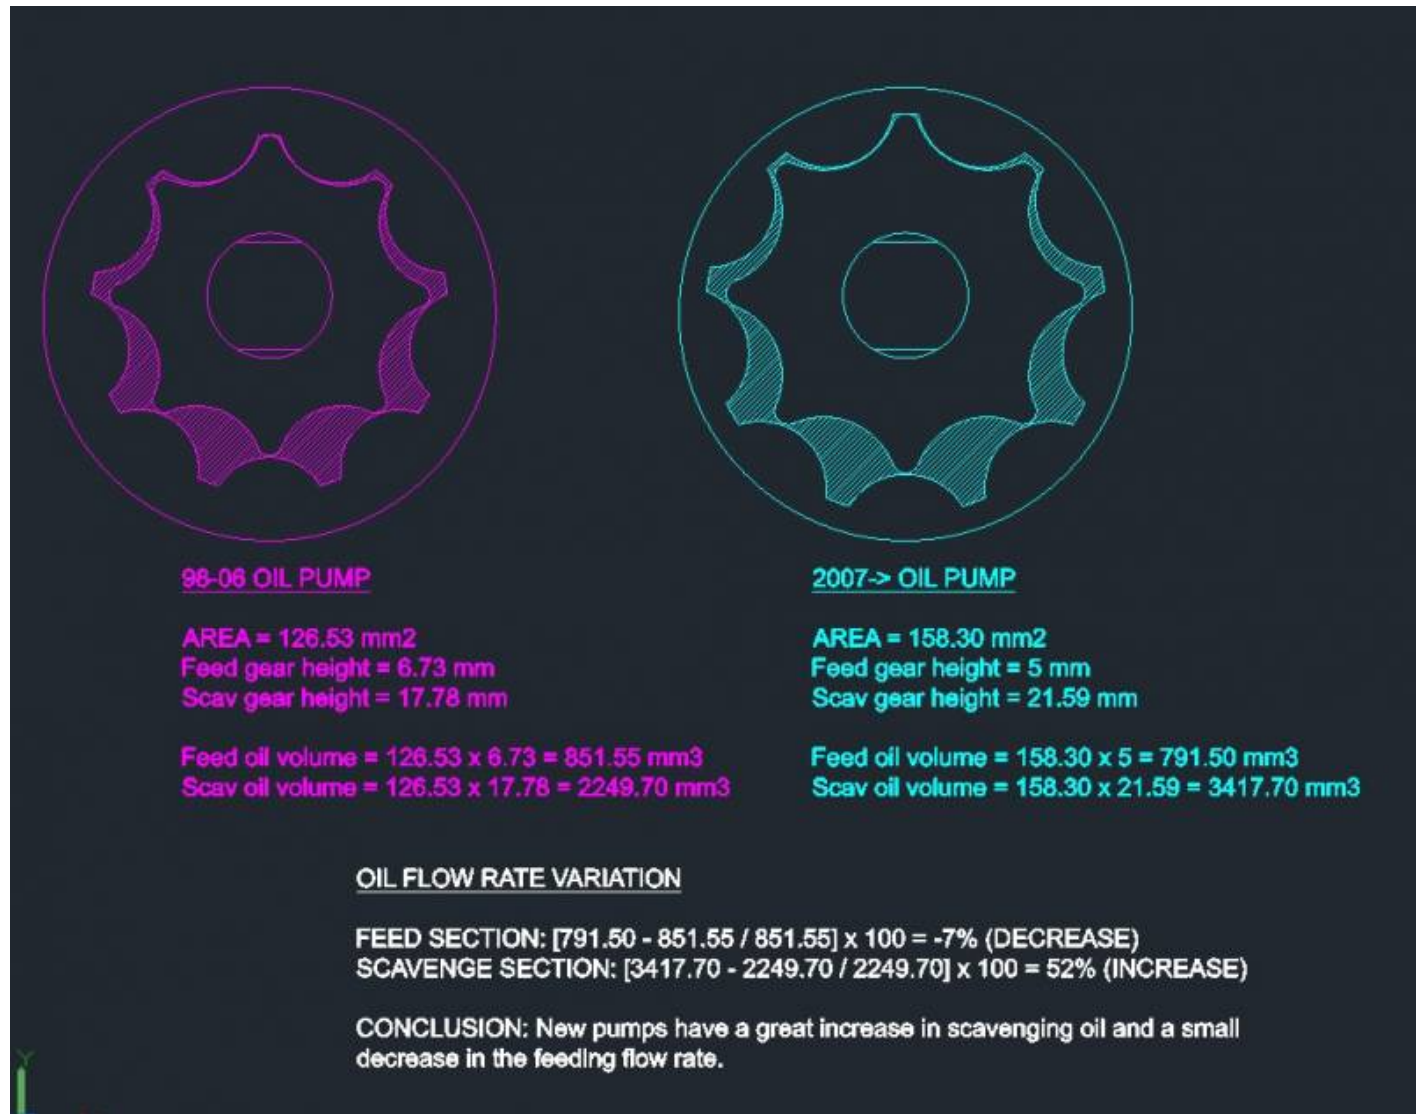 98-06 OIL PUMP
AREA = 126.53 mm2
Feed gear height = 6.73 mm
Scav gear height = 17.78 mm
Feed oil volume = 126.53 x 6.73 = 851.55 mm3
Scav oil volume = 126.53 x 17.78 = 2249.70 mm3
2007-> OIL PUMP
AREA = 158.30 mm2
Feed gear height = 5 mm
Scav gear height = 21.59 mm
Feed oil volume = 158.30 x 5 = 791.50 mm3
Scav oil volume = 158.30 x 21.59 = 3417.70 mm3
OIL FLOW RATE VARIATION
FEED SECTION: [791.50 - 851.55 / 851.55] x 100 = -7% (DECREASE)
SCAVENGE SECTION: [3417.70 - 2249.70 / 2249.70] x 100 = 52% (INCREASE)
CONCLUSION: New pumps have a great increase in scavenging oil and a small
decrease in the feeding flow rate.
Y